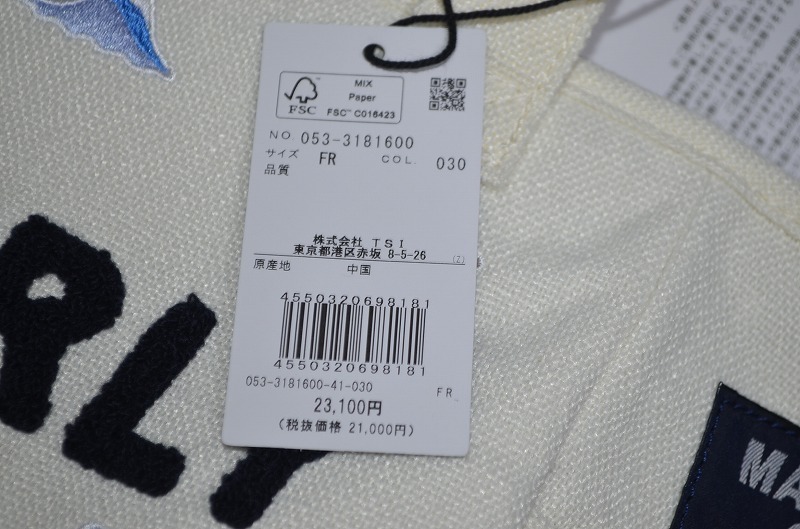 MIX
Paper
FSC
FSC™ C016423
NO 053-3181600
サイズ FR COL. 030
品質
株式会社 TSI
東京都港区赤坂 8-5-26 (Z)
原産地 中国
4550320698181
4550320698181
053-3181600-41-030 FR
23,100円
(税抜価格 21,000円)
RLY
MA